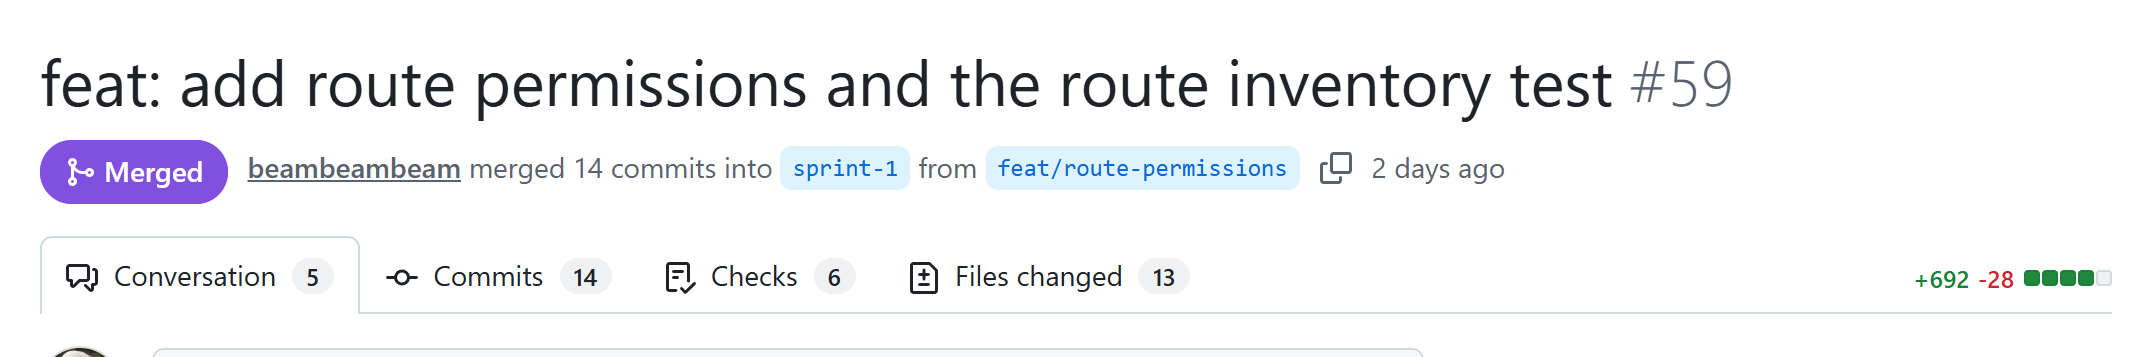 feat: add route permissions and the route inventory test #59
Merged beambeambeam merged 14 commits into sprint-1 from feat/route-permissions 2 days ago
Conversation 5 Commits 14 Checks 6 Files changed 13 +692 -28